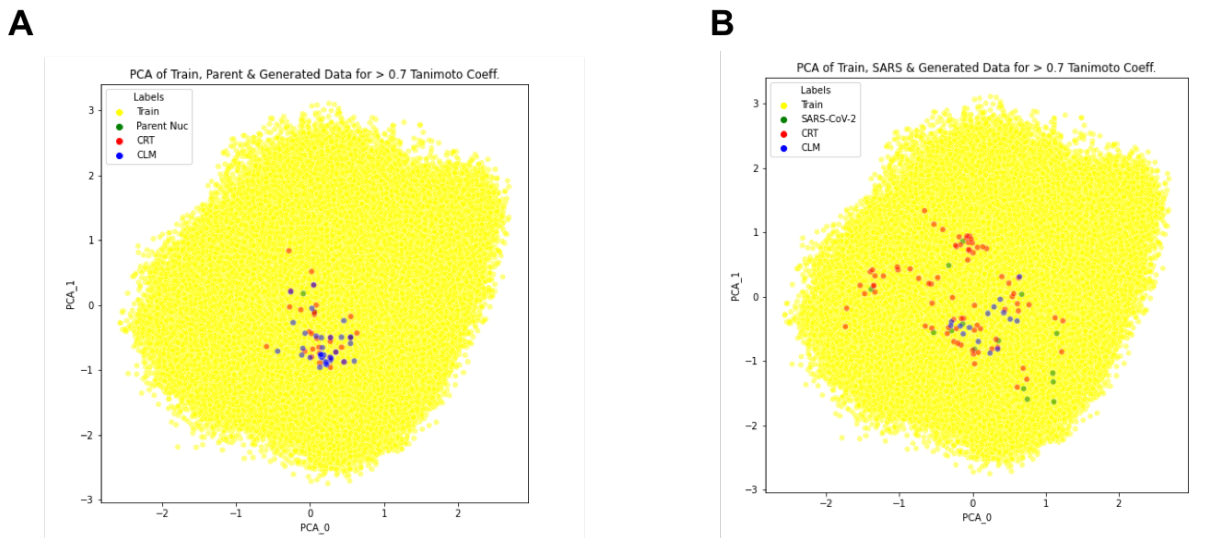 A
PCA of Train, Parent & Generated Data for > 0.7 Tanimoto Coeff.
Labels
Train
Parent Nuc
CRT
CLM
3
2
1
0
−1
−2
−3
PCA_1
−2
−1
0
1
2
PCA_0
B
PCA of Train, SARS & Generated Data for > 0.7 Tanimoto Coeff.
Labels
Train
SARS-CoV-2
CRT
CLM
3
2
1
0
−1
−2
−3
PCA_1
−2
−1
0
1
2
PCA_0